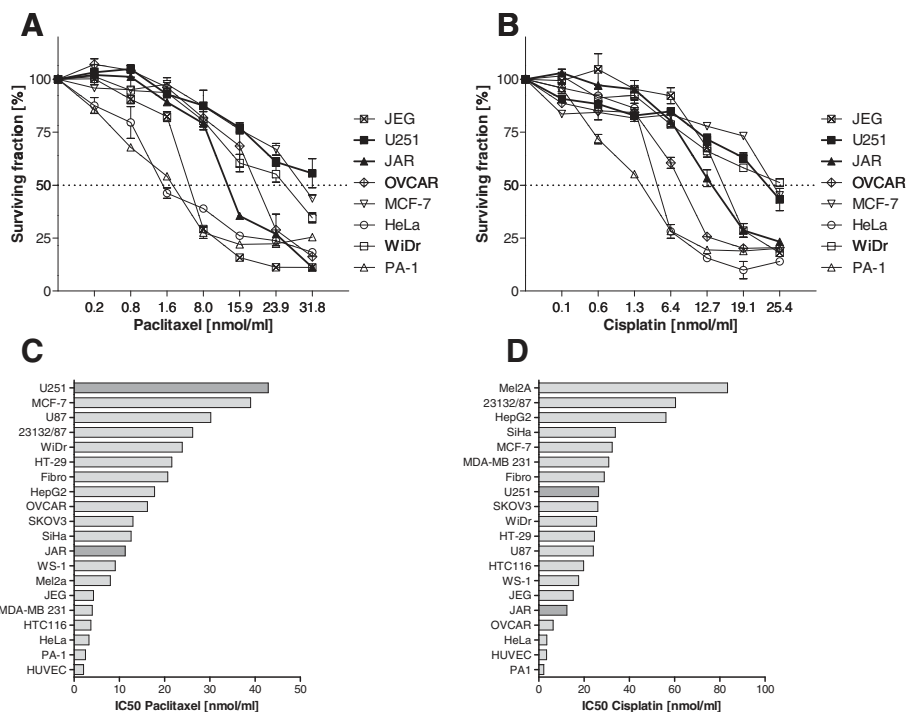 A
Surviving fraction [%]
100
75
50
25
0
0.2 0.8 1.6 8.0 15.9 23.9 31.8
Paclitaxel [nmol/ml]
JEG
U251
JAR
OVCAR
MCF-7
HeLa
WiDr
PA-1
B
Surviving fraction [%]
100
75
50
25
0
0.1 0.6 1.3 6.4 12.7 19.1 25.4
Cisplatin [nmol/ml]
JEG
U251
JAR
OVCAR
MCF-7
HeLa
WiDr
PA-1
C
U251
MCF-7
U87
23132/87
WiDr
HT-29
Fibro
HepG2
OVCAR
SKOV3
SiHa
JAR
WS-1
Mel2a
JEG
MDA-MB 231
HTC116
HeLa
PA-1
HUVEC
0 10 20 30 40 50
IC50 Paclitaxel [nmol/ml]
D
Mel2A
23132/87
HepG2
SiHa
MCF-7
MDA-MB 231
Fibro
U251
SKOV3
WiDr
HT-29
U87
HTC116
WS-1
JEG
JAR
OVCAR
HeLa
HUVEC
PA1
0 20 40 60 80 100
IC50 Cisplatin [nmol/ml]